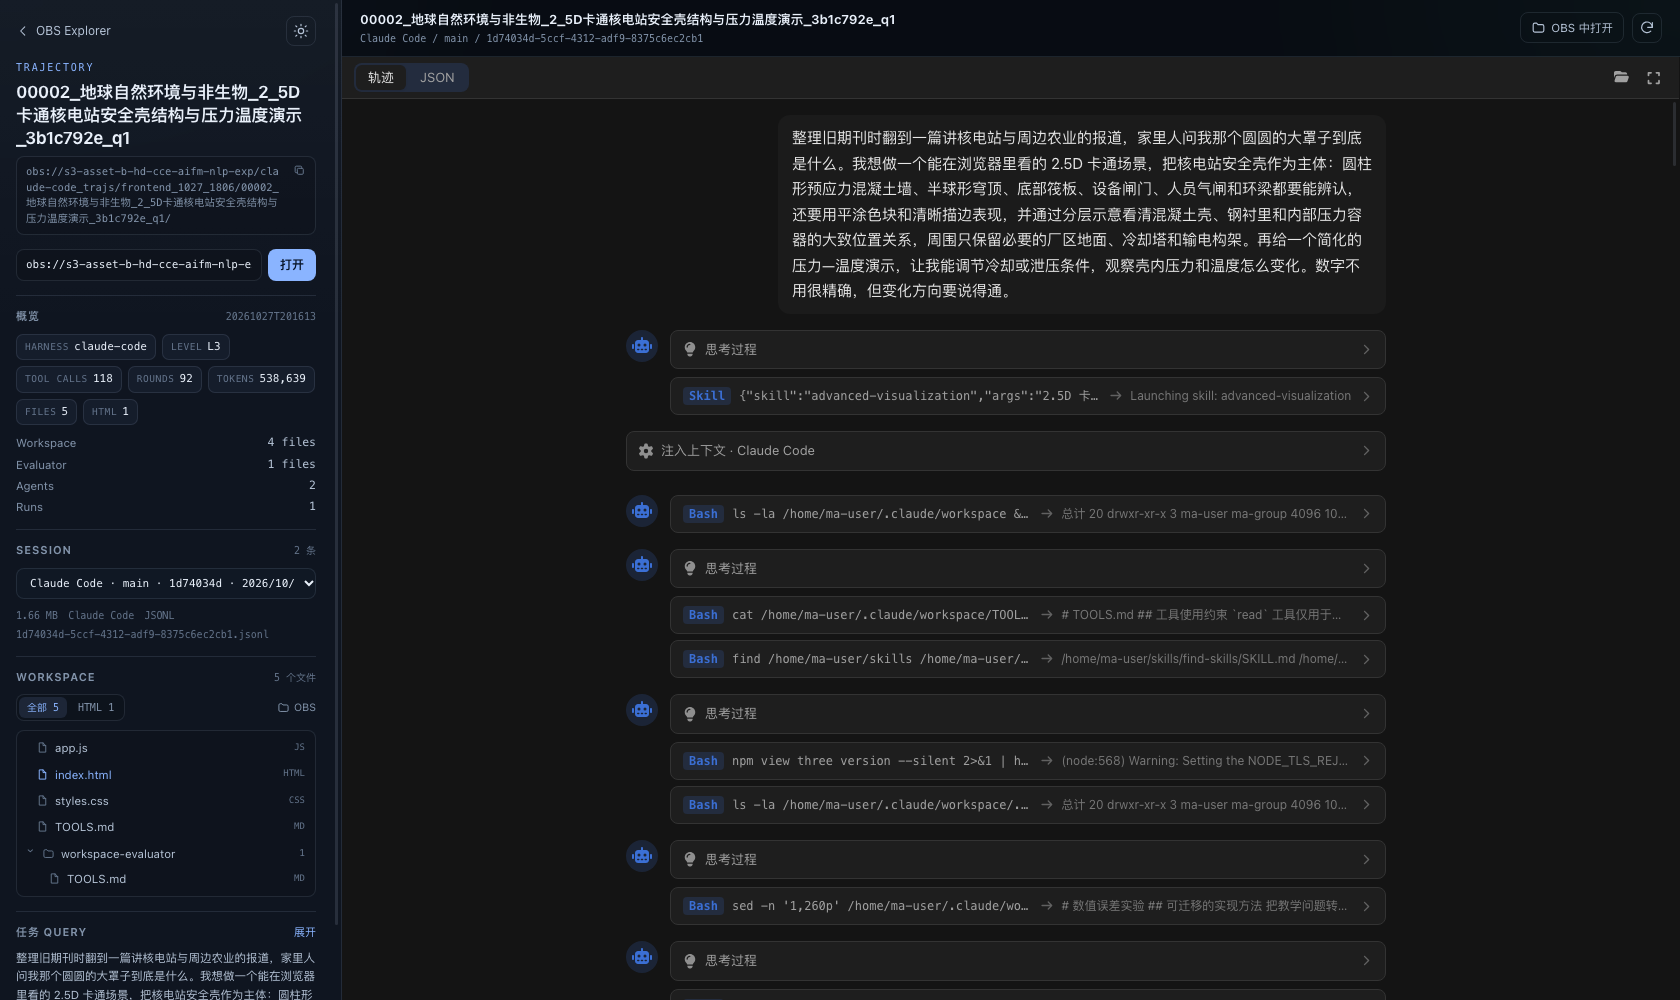 OBS Explorer
TRAJECTORY
00002_地球自然环境与非生物_2_5D
卡通核电站安全壳结构与压力温度演示
_3b1c792e_q1
obs://s3-asset-b-hd-cce-aifm-nlp-exp/cla
ude-code_trajs/frontend_1027_1806/00002_
地球自然环境与非生物_2_5D卡通核电站安全壳结构与
压力温度演示_3b1c792e_q1/
obs://s3-asset-b-hd-cce-aifm-nlp-e
打开
概览
20261027T201613
HARNESS claude-code
LEVEL L3
TOOL CALLS 118
ROUNDS 92
TOKENS 538,639
FILES 5
HTML 1
Workspace 4 files
Evaluator 1 files
Agents 2
Runs 1
SESSION 2 条
Claude Code · main · 1d74034d · 2026/10/
1.66 MB Claude Code JSONL
1d74034d-5ccf-4312-adf9-8375c6ec2cb1.jsonl
WORKSPACE 5 个文件
全部 5 HTML 1 OBS
app.js JS
index.html HTML
styles.css CSS
TOOLS.md MD
workspace-evaluator 1
TOOLS.md MD
任务 QUERY 展开
整理旧期刊时翻到一篇讲核电站与周边农业的报道，家里人
问我那个圆圆的大罩子到底是什么。我想做一个能在浏览器
里看的 2.5D 卡通场景，把核电站安全壳作为主体：圆柱形
00002_地球自然环境与非生物_2_5D卡通核电站安全壳结构与压力温度演示_3b1c792e_q1
Claude Code / main / 1d74034d-5ccf-4312-adf9-8375c6ec2cb1
OBS 中打开
轨迹 JSON
整理旧期刊时翻到一篇讲核电站与周边农业的报道，家里人问我那个圆圆的大罩子到底
是什么。我想做一个能在浏览器里看的 2.5D 卡通场景，把核电站安全壳作为主体：圆柱
形预应力混凝土墙、半球形穹顶、底部筏板、设备闸门、人员气闸和环梁都要能辨认，
还要用平涂色块和清晰描边表现，并通过分层示意看清混凝土壳、钢衬里和内部压力容
器的大致位置关系，周围只保留必要的厂区地面、冷却塔和输电构架。再给一个简化的
压力—温度演示，让我能调节冷却或泄压条件，观察壳内压力和温度怎么变化。数字不
用很精确，但变化方向要说得通。
思考过程
Skill {"skill":"advanced-visualization","args":"2.5D 卡… → Launching skill: advanced-visualization
注入上下文 · Claude Code
Bash ls -la /home/ma-user/.claude/workspace &… → 总计 20 drwxr-xr-x 3 ma-user ma-group 4096 10…
思考过程
Bash cat /home/ma-user/.claude/workspace/TOOL… → # TOOLS.md ## 工具使用约束 `read` 工具仅用于…
Bash find /home/ma-user/skills /home/ma-user/… → /home/ma-user/skills/find-skills/SKILL.md /home/…
思考过程
Bash npm view three version --silent 2>&1 | h… → (node:568) Warning: Setting the NODE_TLS_REJ…
Bash ls -la /home/ma-user/.claude/workspace/.… → 总计 20 drwxr-xr-x 3 ma-user ma-group 4096 10…
思考过程
Bash sed -n '1,260p' /home/ma-user/.claude/wo… → # 数值误差实验 ## 可迁移的实现方法 把教学问题转…
思考过程